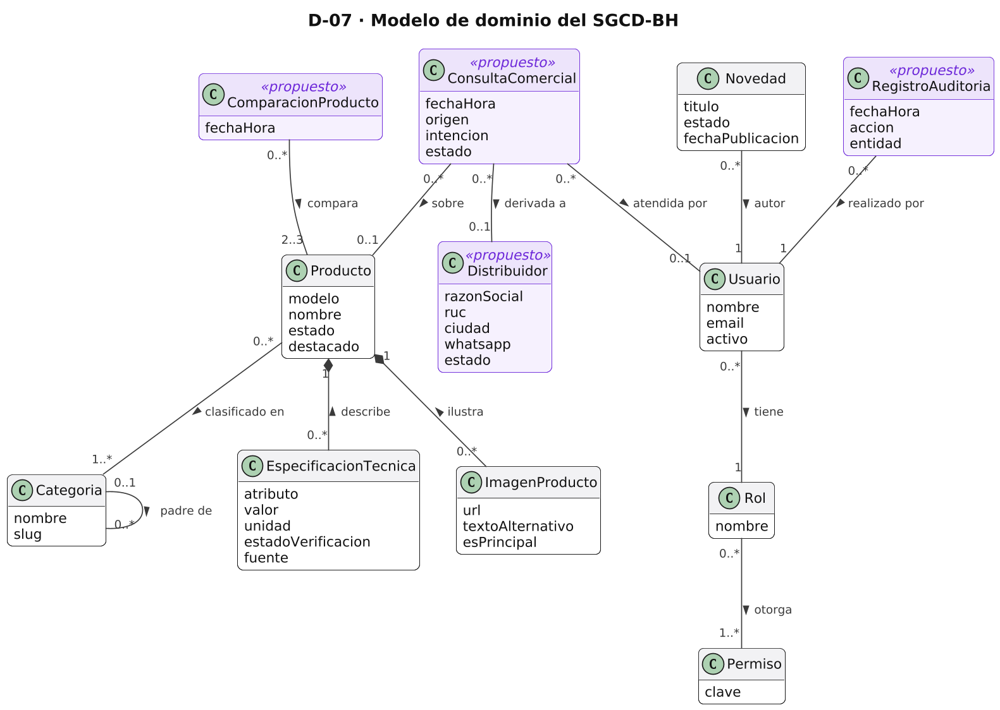 D-07 · Modelo de dominio del SGCD-BH
C
«propuesto»
ComparacionProducto
fechaHora
C
«propuesto»
ConsultaComercial
fechaHora
origen
intencion
estado
C
Novedad
titulo
estado
fechaPublicacion
C
«propuesto»
RegistroAuditoria
fechaHora
accion
entidad
0..*
compara
2..3
0..*
sobre
0..1
0..*
derivada a
0..1
0..*
atendida por
0..1
0..*
autor
1
0..*
realizado por
1
C
Producto
modelo
nombre
estado
destacado
C
«propuesto»
Distribuidor
razonSocial
ruc
ciudad
whatsapp
estado
C
Usuario
nombre
email
activo
0..*
clasificado en
1..*
1
describe
0..*
1
ilustra
0..*
0..*
tiene
1
C
Categoria
nombre
slug
0..1
padre de
0..*
C
EspecificacionTecnica
atributo
valor
unidad
estadoVerificacion
fuente
C
ImagenProducto
url
textoAlternativo
esPrincipal
C
Rol
nombre
0..*
otorga
1..*
C
Permiso
clave